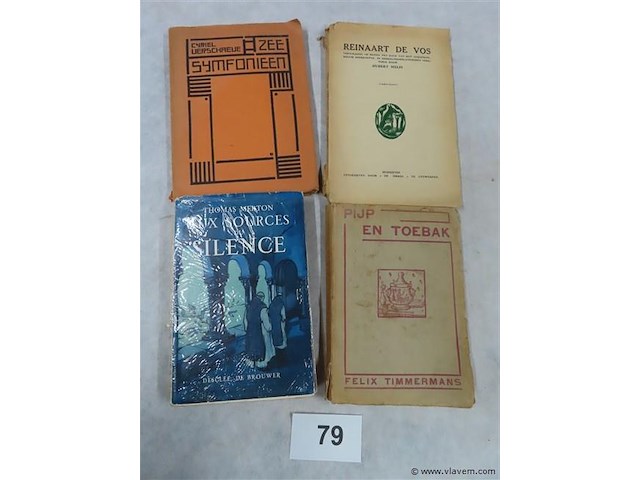 CYRIEL
VERSCHAEVE
ZEE
SYMFONIEEN
REINAART DE VOS
THOMAS MERTON
AUX SOURCES
SILENCE
DESCLÉE DE BROUWER
PIJP
EN TOEBAK
FELIX TIMMERMANS
79
© www.vlavem.com